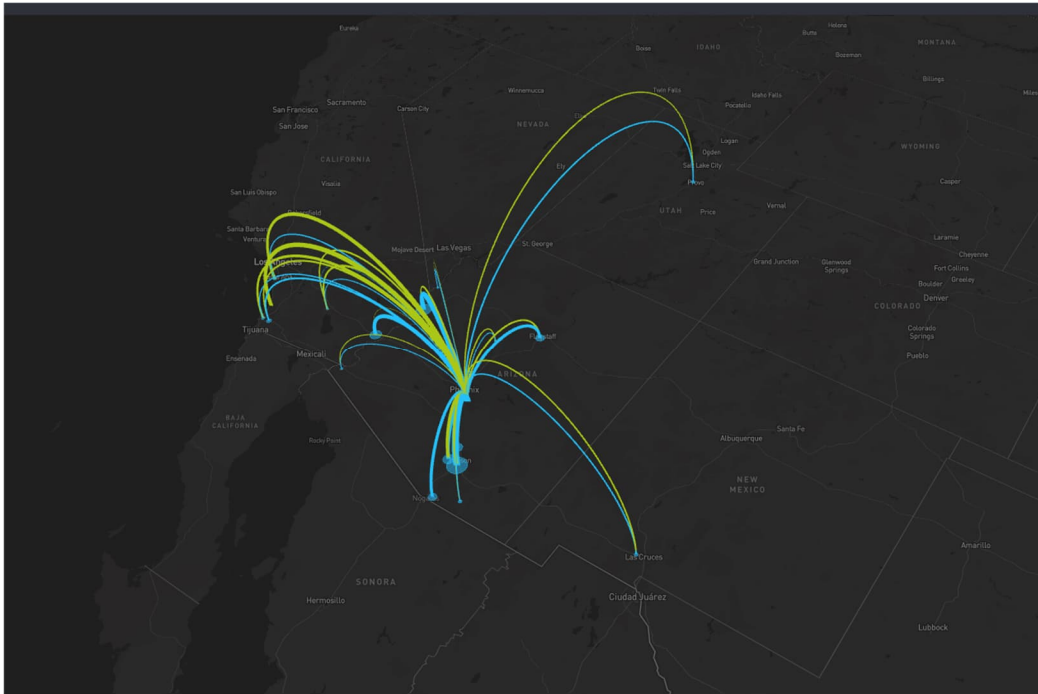 Eureka
Helena
Butte
Boise
IDAHO
MONTANA
Bozeman
Billings
Winnemucca
Twin Falls
Idaho Falls
Pocatello
San Francisco
Sacramento
Carson City
San Jose
NEVADA
Logan
WYOMING
Ogden
CALIFORNIA
Ely
Salt Lake City
Visalia
Provo
Casper
San Luis Obispo
Vernal
UTAH
Price
Bakersfield
Santa Barbara
Ventura
Mojave Desert
Las Vegas
St. George
Laramie
Cheyenne
Los Angeles
Grand Junction
Glenwood
Springs
Fort Collins
Greeley
Boulder
Denver
COLORADO
Tijuana
Flagstaff
Colorado
Springs
Ensenada
Mexicali
Pueblo
ARIZONA
Phoenix
BAJA
CALIFORNIA
Rocky Point
Santa Fe
Albuquerque
NEW
MEXICO
Nogales
Amarillo
Las Cruces
SONORA
Hermosillo
Ciudad Juárez
Lubbock